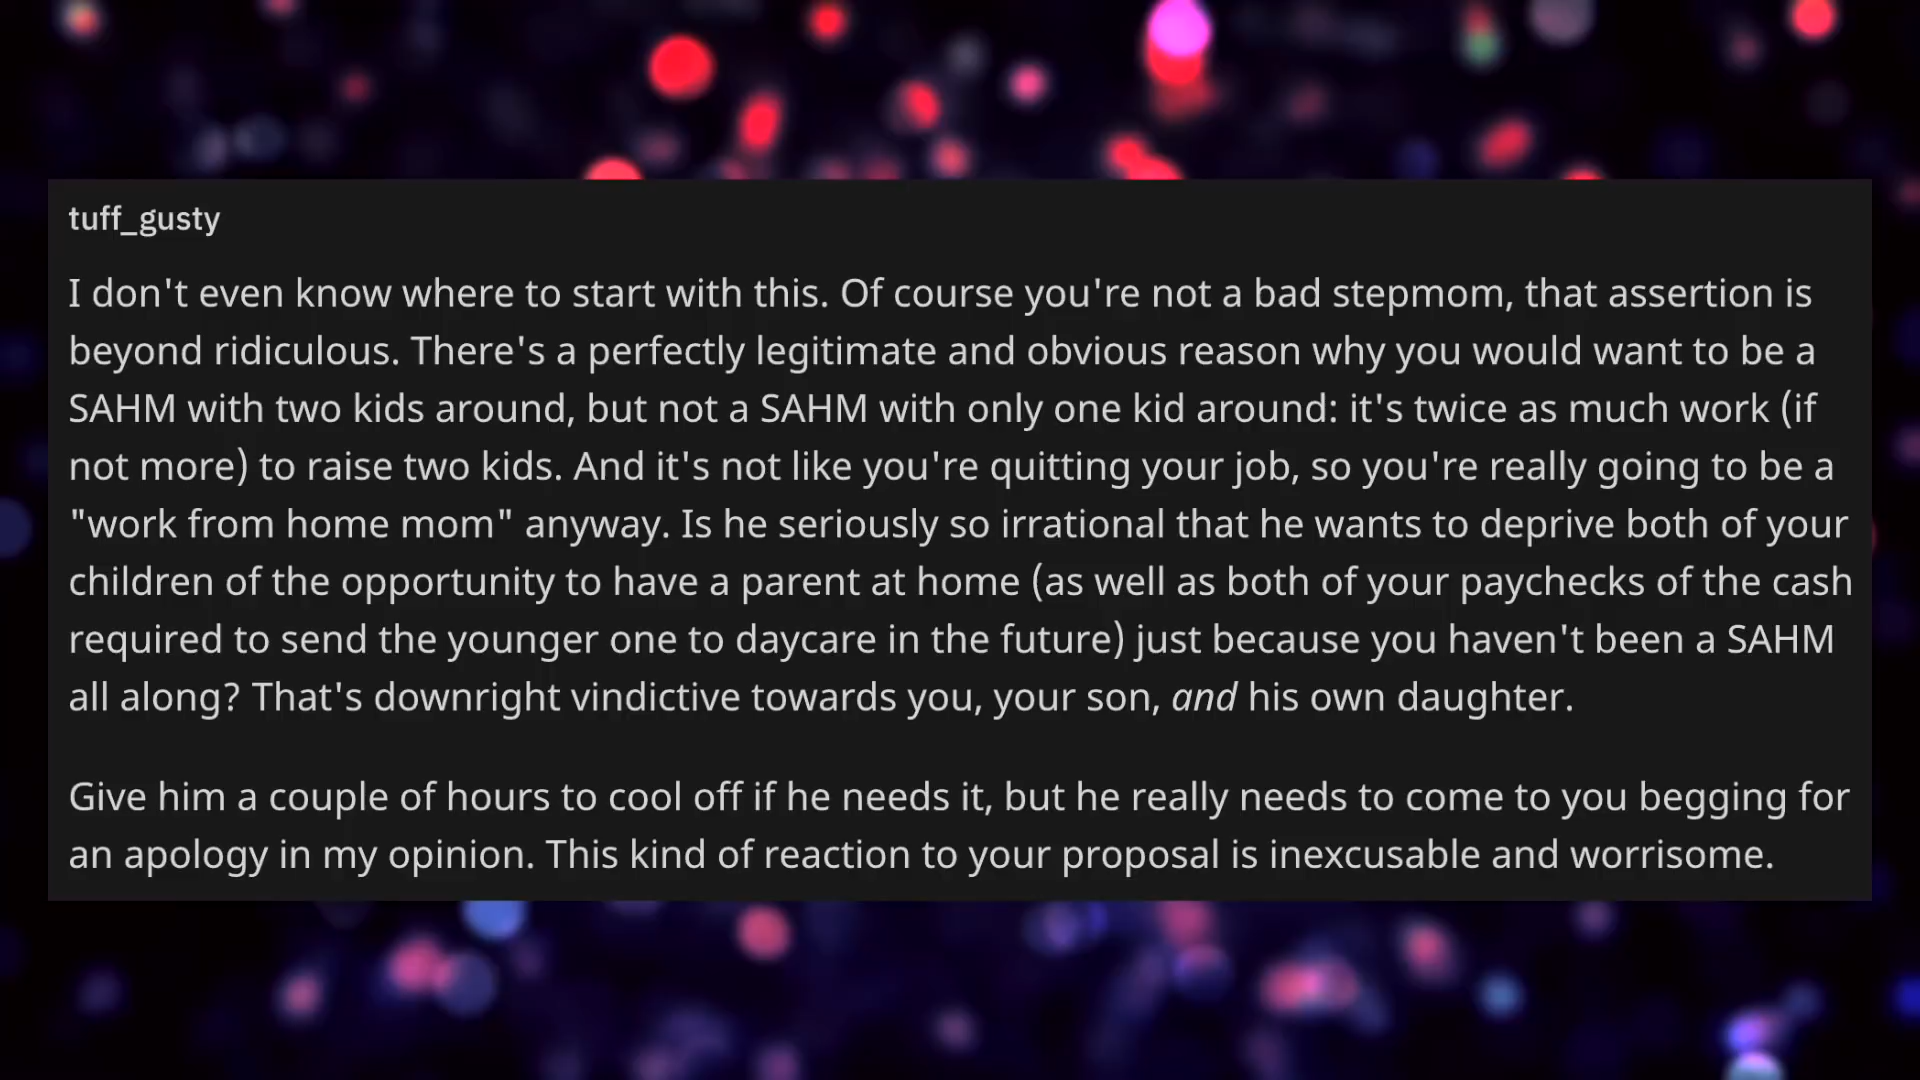 tuff_gusty
I don't even know where to start with this. Of course you're not a bad stepmom, that assertion is
beyond ridiculous. There's a perfectly legitimate and obvious reason why you would want to be a
SAHM with two kids around, but not a SAHM with only one kid around: it's twice as much work (if
not more) to raise two kids. And it's not like you're quitting your job, so you're really going to be a
"work from home mom" anyway. Is he seriously so irrational that he wants to deprive both of your
children of the opportunity to have a parent at home (as well as both of your paychecks of the cash
required to send the younger one to daycare in the future) just because you haven't been a SAHM
all along? That's downright vindictive towards you, your son, and his own daughter.
Give him a couple of hours to cool off if he needs it, but he really needs to come to you begging for
an apology in my opinion. This kind of reaction to your proposal is inexcusable and worrisome.